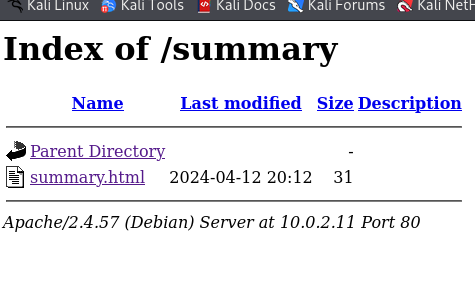 Kali Linux Kali Tools Kali Docs Kali Forums Kali NetH
Index of /summary
Name Last modified Size Description
Parent Directory -
summary.html 2024-04-12 20:12 31
Apache/2.4.57 (Debian) Server at 10.0.2.11 Port 80